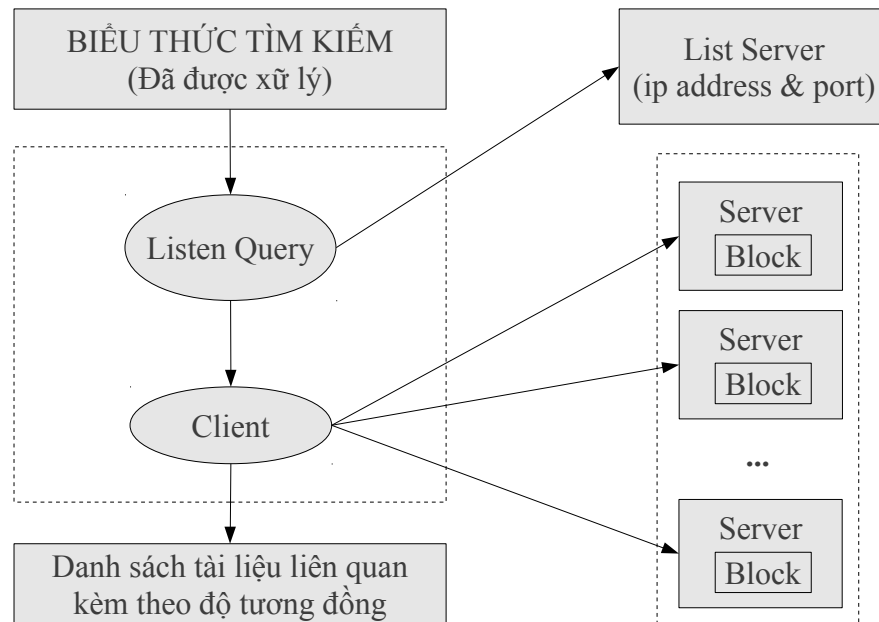 BIỂU THỨC TÌM KIẾM
(Đã được xữ lý)
List Server
(ip address & port)
Listen Query
Client
Server
Block
Server
Block
...
Server
Block
Danh sách tài liệu liên quan
kèm theo độ tương đồng